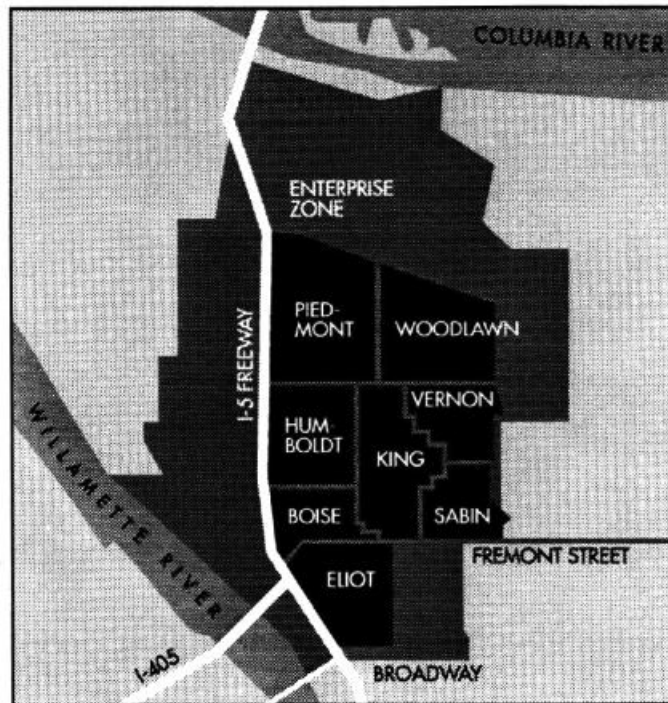 COLUMBIA RIVER
ENTERPRISE
ZONE
PIED-
MONT
WOODLAWN
I-5 FREEWAY
VERNON
HUM-
BOLDT
KING
WILLAMETTE RIVER
BOISE
SABIN
FREMONT STREET
ELIOT
I-405
BROADWAY